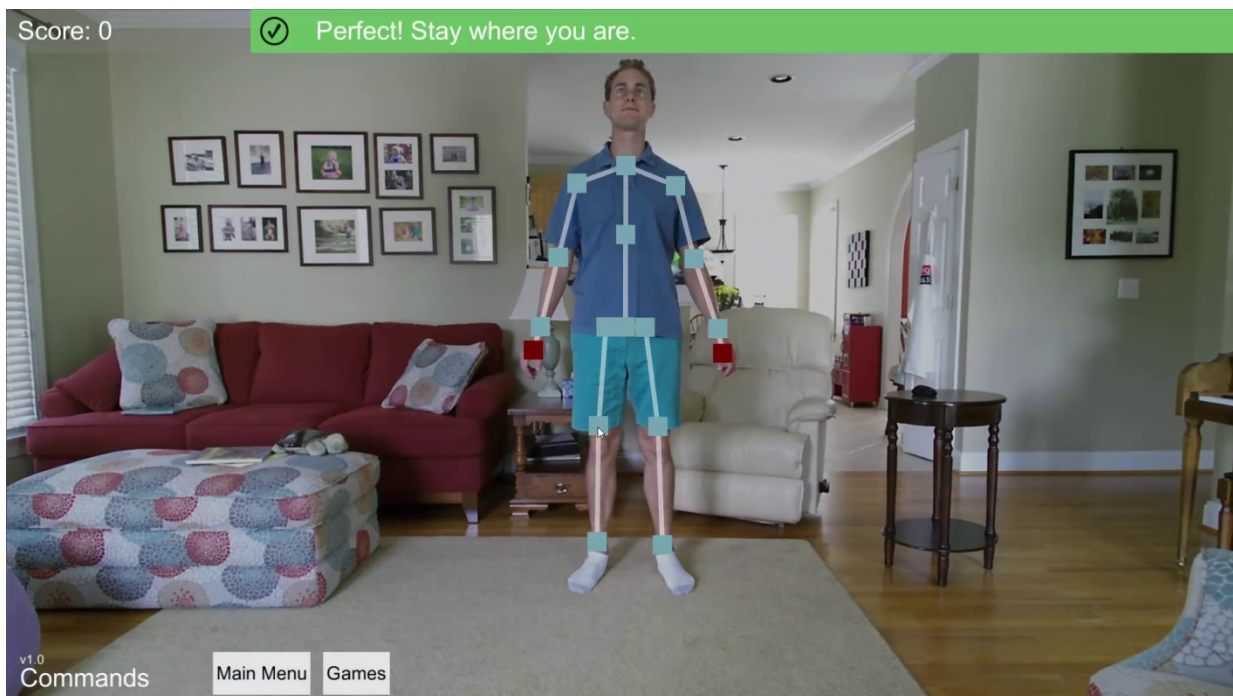 Score: 0
Perfect! Stay where you are.
v1.0
Commands
Main Menu
Games